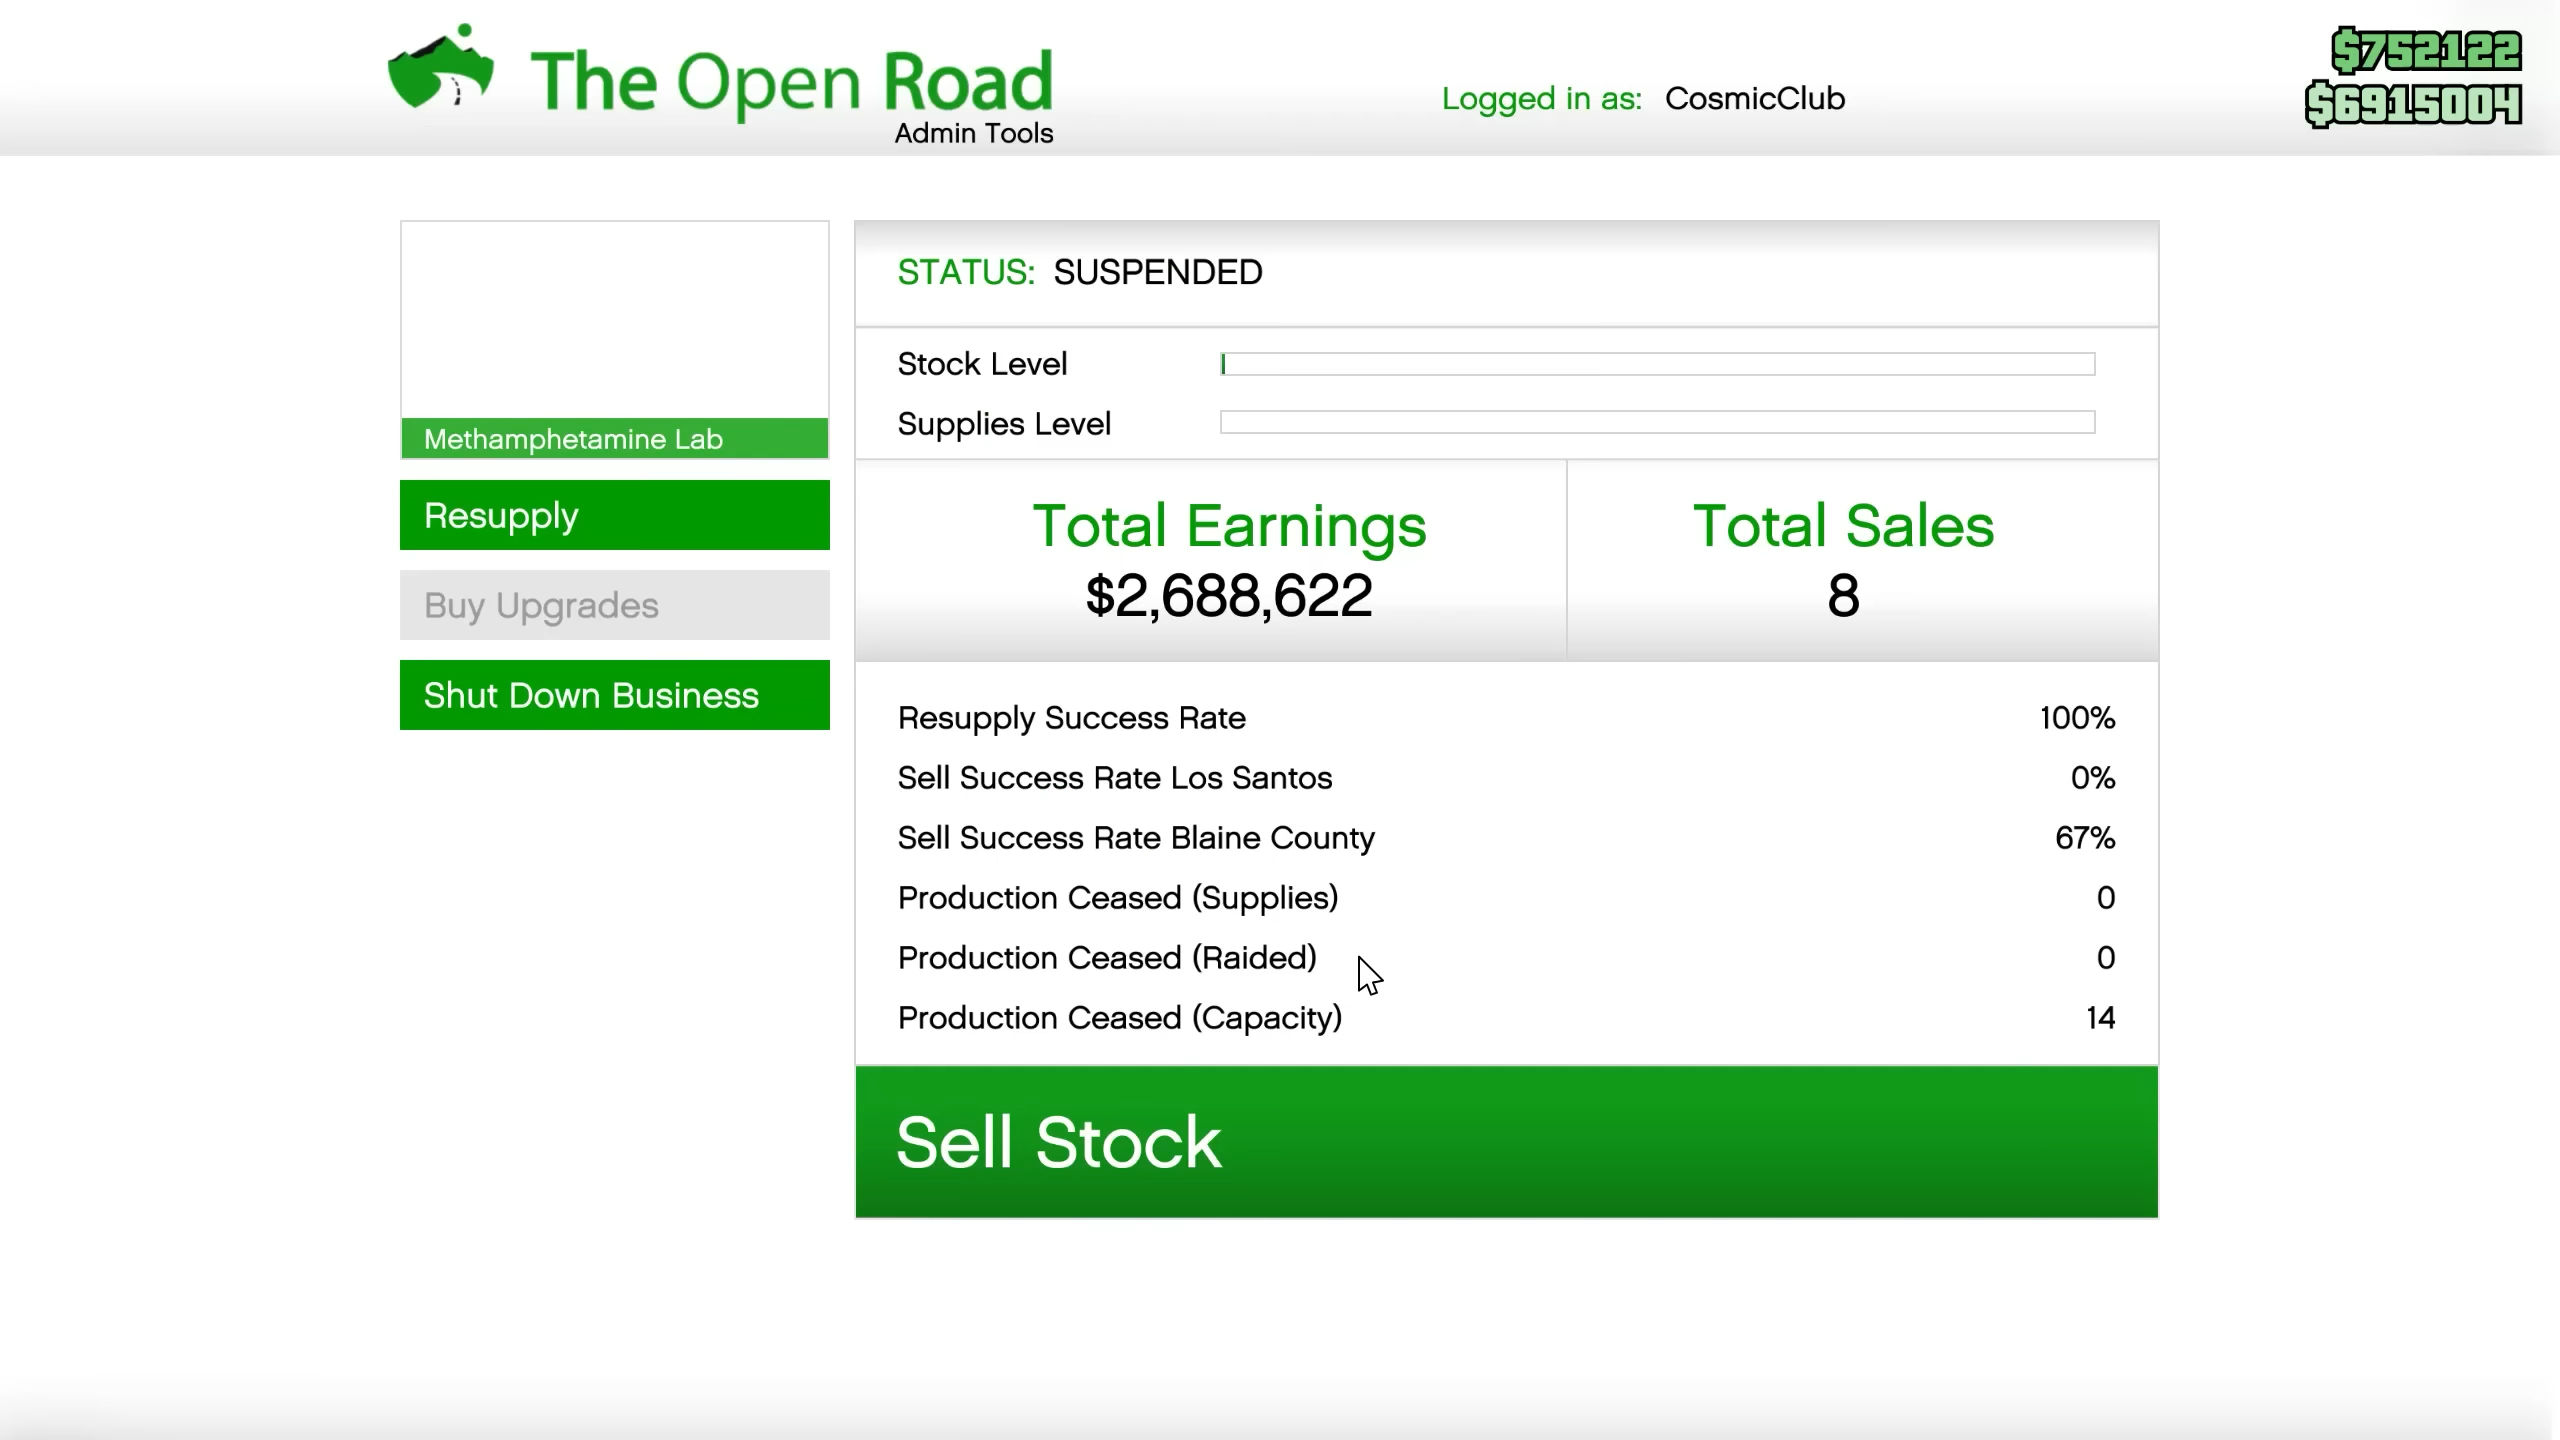 The Open Road
Admin Tools
Logged in as: CosmicClub
$752122
$6915004
Methamphetamine Lab
Resupply
Buy Upgrades
Shut Down Business
STATUS: SUSPENDED
Stock Level
Supplies Level
Total Earnings
$2,688,622
Total Sales
8
Resupply Success Rate 100%
Sell Success Rate Los Santos 0%
Sell Success Rate Blaine County 67%
Production Ceased (Supplies) 0
Production Ceased (Raided) 0
Production Ceased (Capacity) 14
Sell Stock